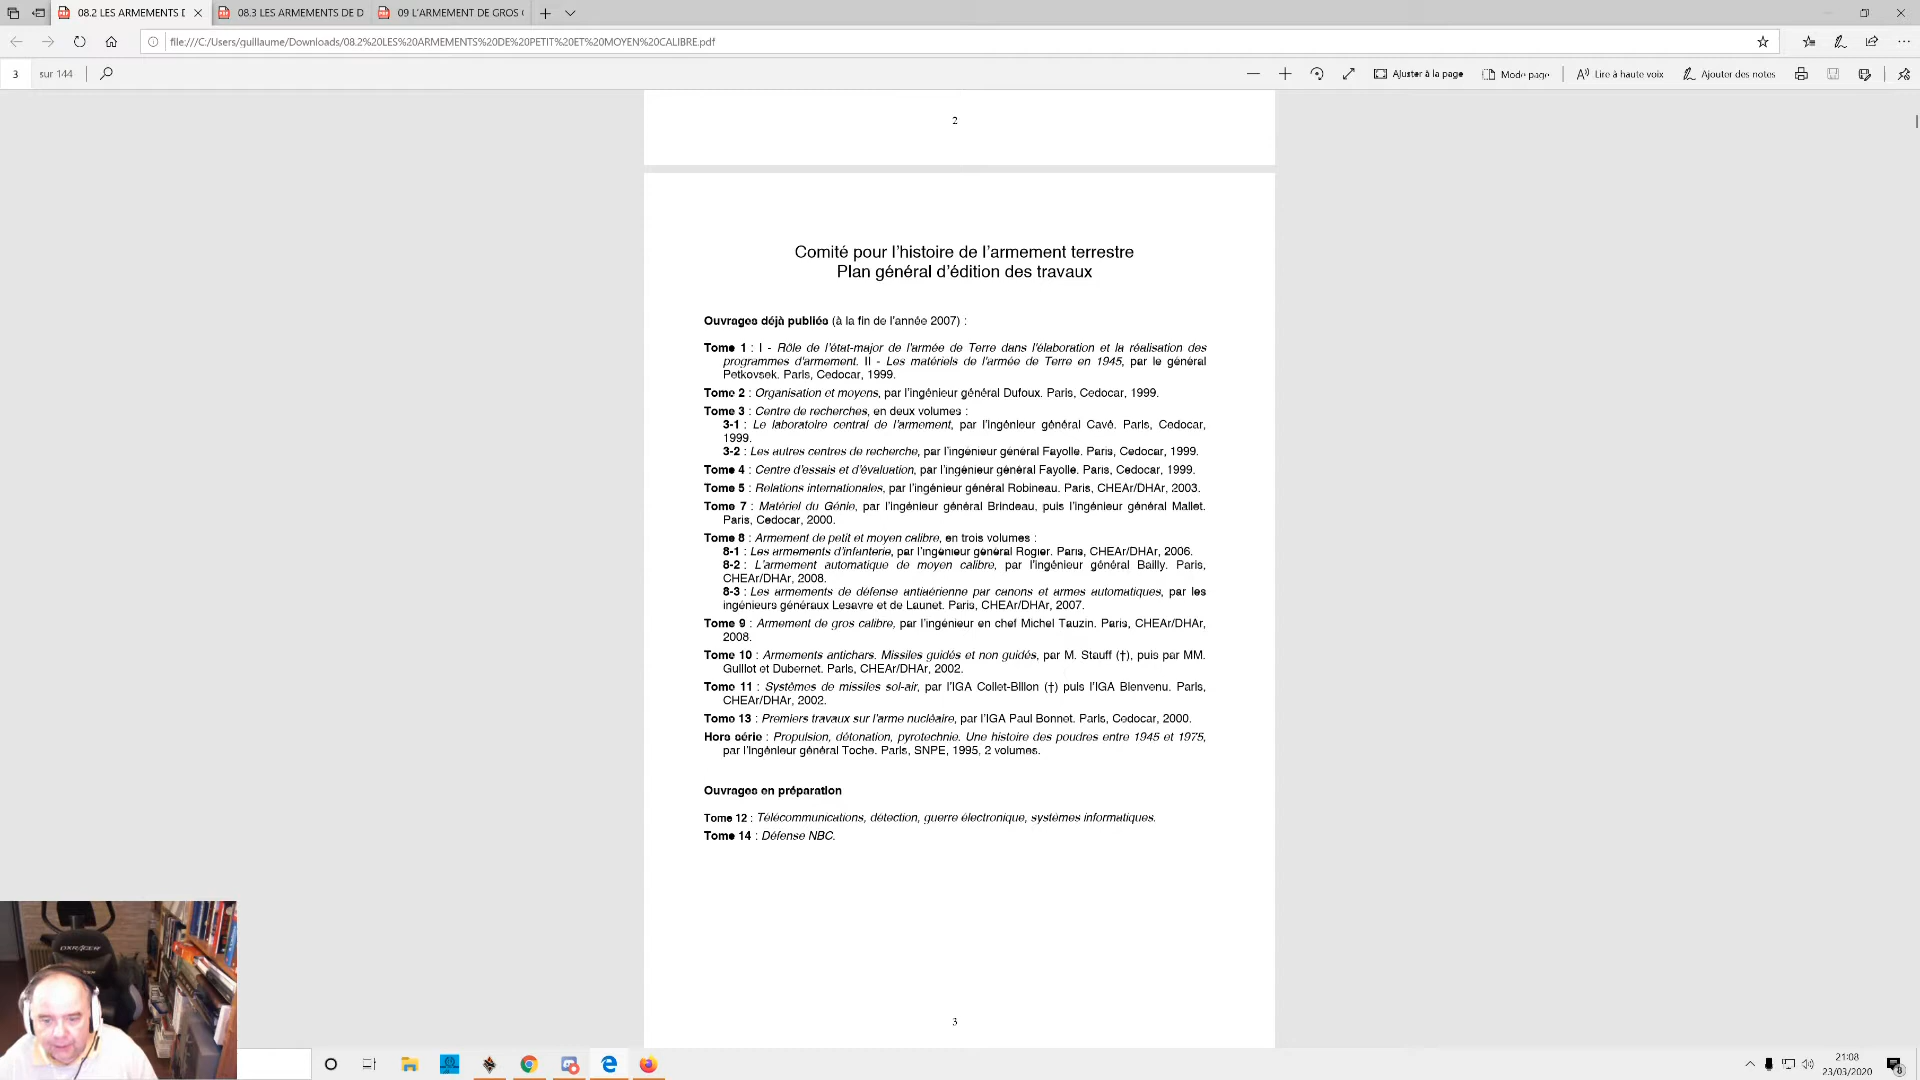 08.2 LES ARMEMENTS D
08.3 LES ARMEMENTS DE D
09 L'ARMEMENT DE GROS C
file:///C:/Users/guillaume/Downloads/08.2%20LES%20ARMEMENTS%20DE%20PETIT%20ET%20MOYEN%20CALIBRE.pdf
3 sur 144
Ajuster à la page
Mode page
Lire à haute voix
Ajouter des notes
2
Comité pour l'histoire de l'armement terrestre
Plan général d'édition des travaux
Ouvrages déjà publiés (à la fin de l'année 2007) :
Tome 1 : I - Rôle de l'état-major de l'armée de Terre dans l'élaboration et la réalisation des
programmes d'armement. II - Les matériels de l'armée de Terre en 1945, par le général
Petkovsek. Paris, Cedocar, 1999.
Tome 2 : Organisation et moyens, par l'ingénieur général Dufoux. Paris, Cedocar, 1999.
Tome 3 : Centre de recherches, en deux volumes :
3-1 : Le laboratoire central de l'armement, par l'ingénieur général Cavé. Paris, Cedocar,
1999.
3-2 : Les autres centres de recherche, par l'ingénieur général Fayolle. Paris, Cedocar, 1999.
Tome 4 : Centre d'essais et d'évaluation, par l'ingénieur général Fayolle. Paris, Cedocar, 1999.
Tome 5 : Relations internationales, par l'ingénieur général Robineau. Paris, CHEAr/DHAr, 2003.
Tome 7 : Matériel du Génie, par l'ingénieur général Brindeau, puis l'ingénieur général Mallet.
Paris, Cedocar, 2000.
Tome 8 : Armement de petit et moyen calibre, en trois volumes :
8-1 : Les armements d'infanterie, par l'ingénieur général Rogier. Paris, CHEAr/DHAr, 2006.
8-2 : L'armement automatique de moyen calibre, par l'ingénieur général Bailly. Paris,
CHEAr/DHAr, 2008.
8-3 : Les armements de défense antiaérienne par canons et armes automatiques, par les
ingénieurs généraux Lesavre et de Launet. Paris, CHEAr/DHAr, 2007.
Tome 9 : Armement de gros calibre, par l'ingénieur en chef Michel Tauzin. Paris, CHEAr/DHAr,
2008.
Tome 10 : Armements antichars. Missiles guidés et non guidés, par M. Stauff (†), puis par MM.
Guillot et Dubernet. Paris, CHEAr/DHAr, 2002.
Tome 11 : Systèmes de missiles sol-air, par l'IGA Collet-Billon (†) puis l'IGA Bienvenu. Paris,
CHEAr/DHAr, 2002.
Tome 13 : Premiers travaux sur l'arme nucléaire, par l'IGA Paul Bonnet. Paris, Cedocar, 2000.
Hors série : Propulsion, détonation, pyrotechnie. Une histoire des poudres entre 1945 et 1975,
par l'ingénieur général Toche. Paris, SNPE, 1995, 2 volumes.
Ouvrages en préparation
Tome 12 : Télécommunications, détection, guerre électronique, systèmes informatiques.
Tome 14 : Défense NBC.
3
OXRACER
21:08
23/03/2020
8